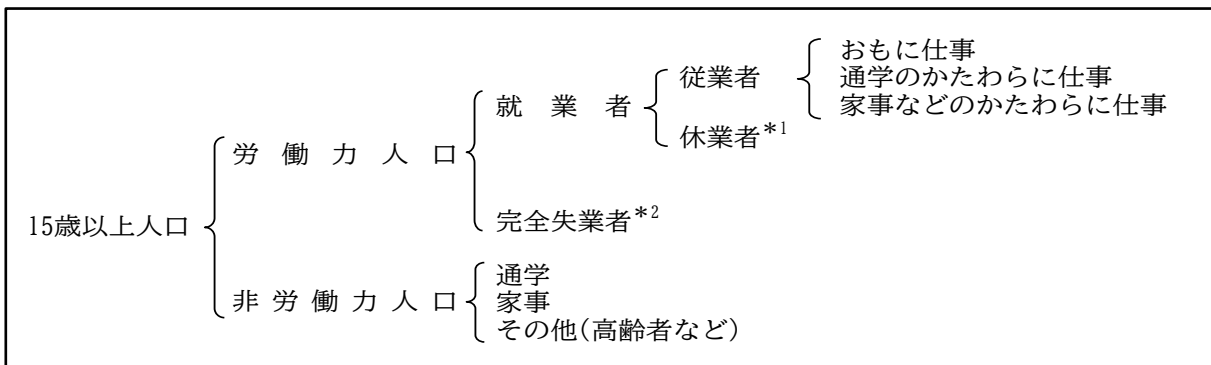 おもに仕事
従業者 通学のかたわらに仕事
就業者 家事などのかたわらに仕事
休業者*1
労働力人口
完全失業者*2
15歳以上人口
通学
非労働力人口 家事
その他(高齢者など)